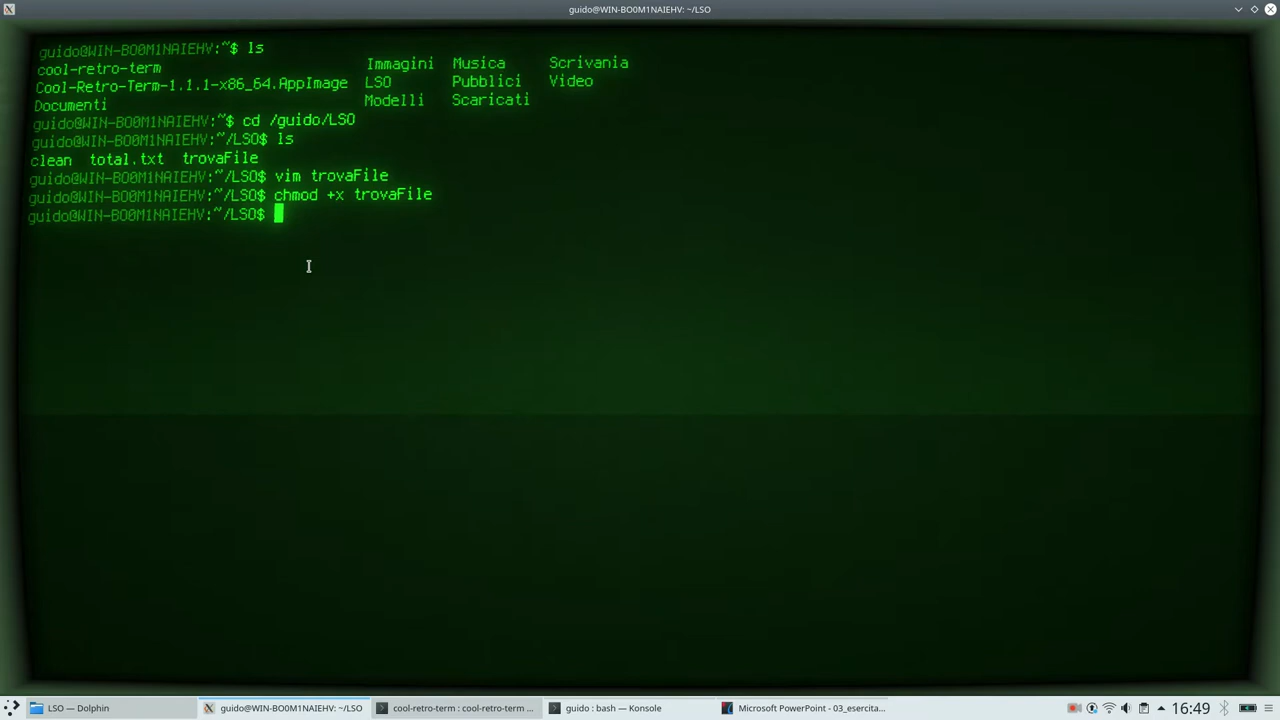 guido@WIN-BO0M1NAIEHV: ~/LSO
guido@WIN-BO0M1NAIEHV:~$ ls
cool-retro-term Immagini Musica Scrivania
Cool-Retro-Term-1.1.1-x86_64.AppImage LSO Pubblici Video
Documenti Modelli Scaricati
guido@WIN-BO0M1NAIEHV:~$ cd /guido/LSO
guido@WIN-BO0M1NAIEHV:~/LSO$ ls
clean total.txt trovaFile
guido@WIN-BO0M1NAIEHV:~/LSO$ vim trovaFile
guido@WIN-BO0M1NAIEHV:~/LSO$ chmod +x trovaFile
guido@WIN-BO0M1NAIEHV:~/LSO$
LSO — Dolphin
guido@WIN-BO0M1NAIEHV: ~/LSO
cool-retro-term : cool-retro-term ...
guido : bash — Konsole
Microsoft PowerPoint - 03_esercita...
16:49